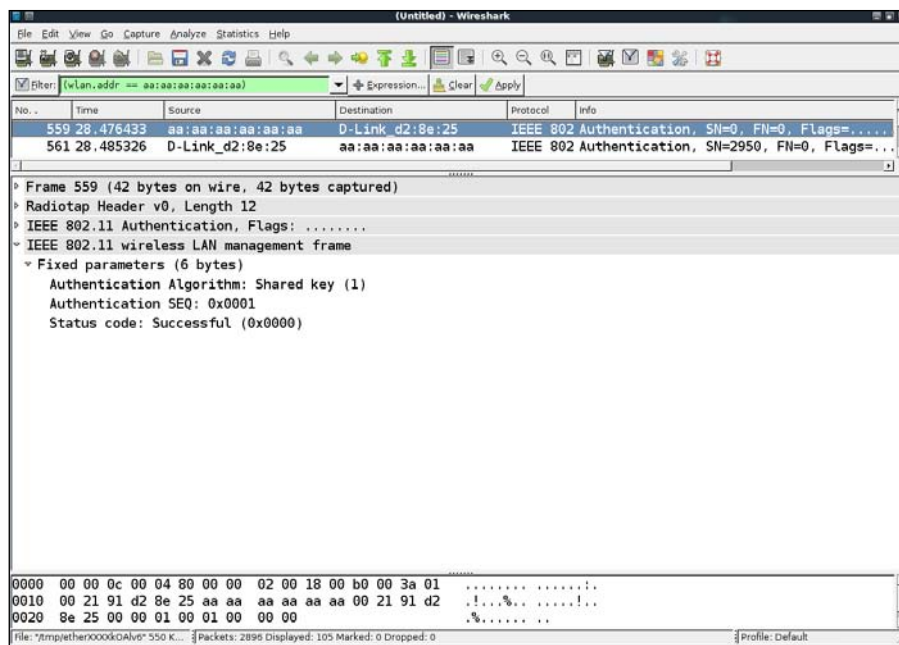 (Untitled) - Wireshark
File Edit View Go Capture Analyze Statistics Help
Filter: (wlan.addr == aa:aa:aa:aa:aa:aa) Expression... Clear Apply
No. . Time Source Destination Protocol Info
559 28.476433 aa:aa:aa:aa:aa:aa D-Link_d2:8e:25 IEEE 802 Authentication, SN=0, FN=0, Flags=.....
561 28.485326 D-Link_d2:8e:25 aa:aa:aa:aa:aa:aa IEEE 802 Authentication, SN=2950, FN=0, Flags=...
Frame 559 (42 bytes on wire, 42 bytes captured)
Radiotap Header v0, Length 12
IEEE 802.11 Authentication, Flags: ........
IEEE 802.11 wireless LAN management frame
Fixed parameters (6 bytes)
Authentication Algorithm: Shared key (1)
Authentication SEQ: 0x0001
Status code: Successful (0x0000)
0000 00 00 0c 00 04 80 00 00 02 00 18 00 b0 00 3a 01 ........ ......:.
0010 00 21 91 d2 8e 25 aa aa aa aa aa aa 00 21 91 d2 .!...%.. .....!..
0020 8e 25 00 00 01 00 01 00 00 00 .%...... ..
File: "/tmp/etherXXXXkOAlv6" 550 K... Packets: 2896 Displayed: 105 Marked: 0 Dropped: 0 Profile: Default